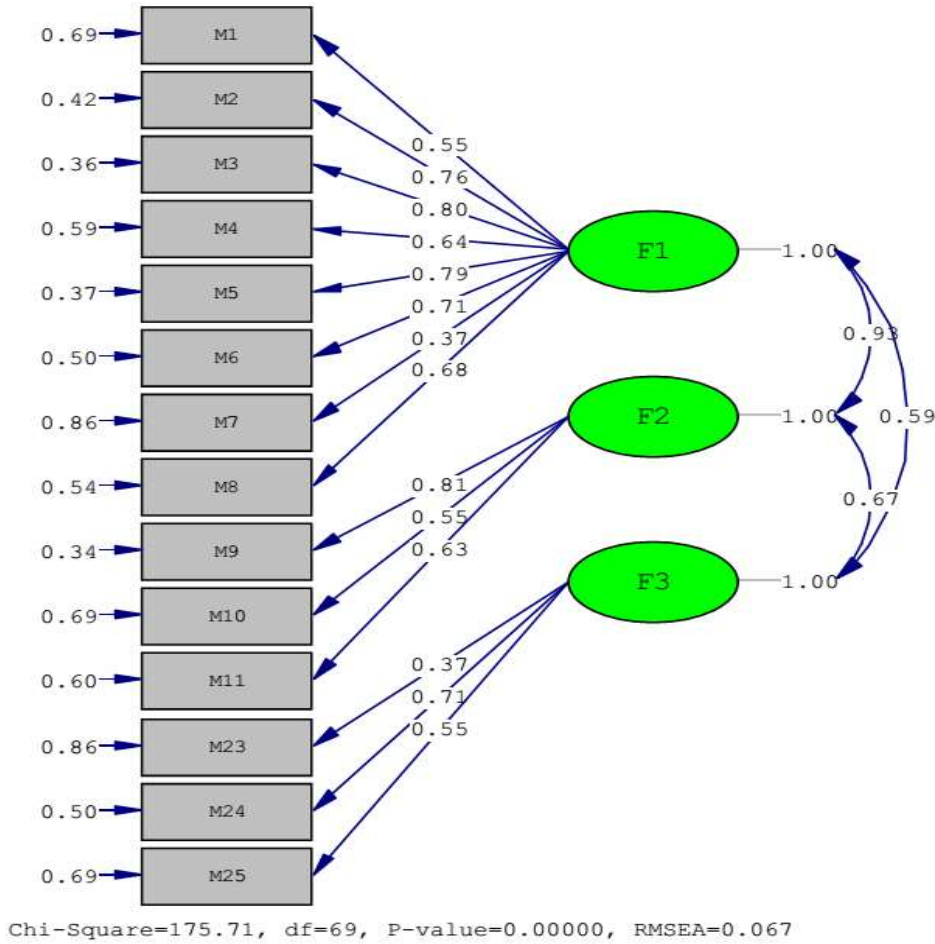 0.69 M1
0.42 M2
0.36 M3
0.59 M4
0.37 M5
0.50 M6
0.86 M7
0.54 M8
0.34 M9
0.69 M10
0.60 M11
0.86 M23
0.50 M24
0.69 M25
0.55
0.76
0.80
0.64
0.79
0.71
0.37
0.68
0.81
0.55
0.63
0.37
0.71
0.55
F1 1.00
F2 1.00
F3 1.00
0.93
0.59
0.67
Chi-Square=175.71, df=69, P-value=0.00000, RMSEA=0.067